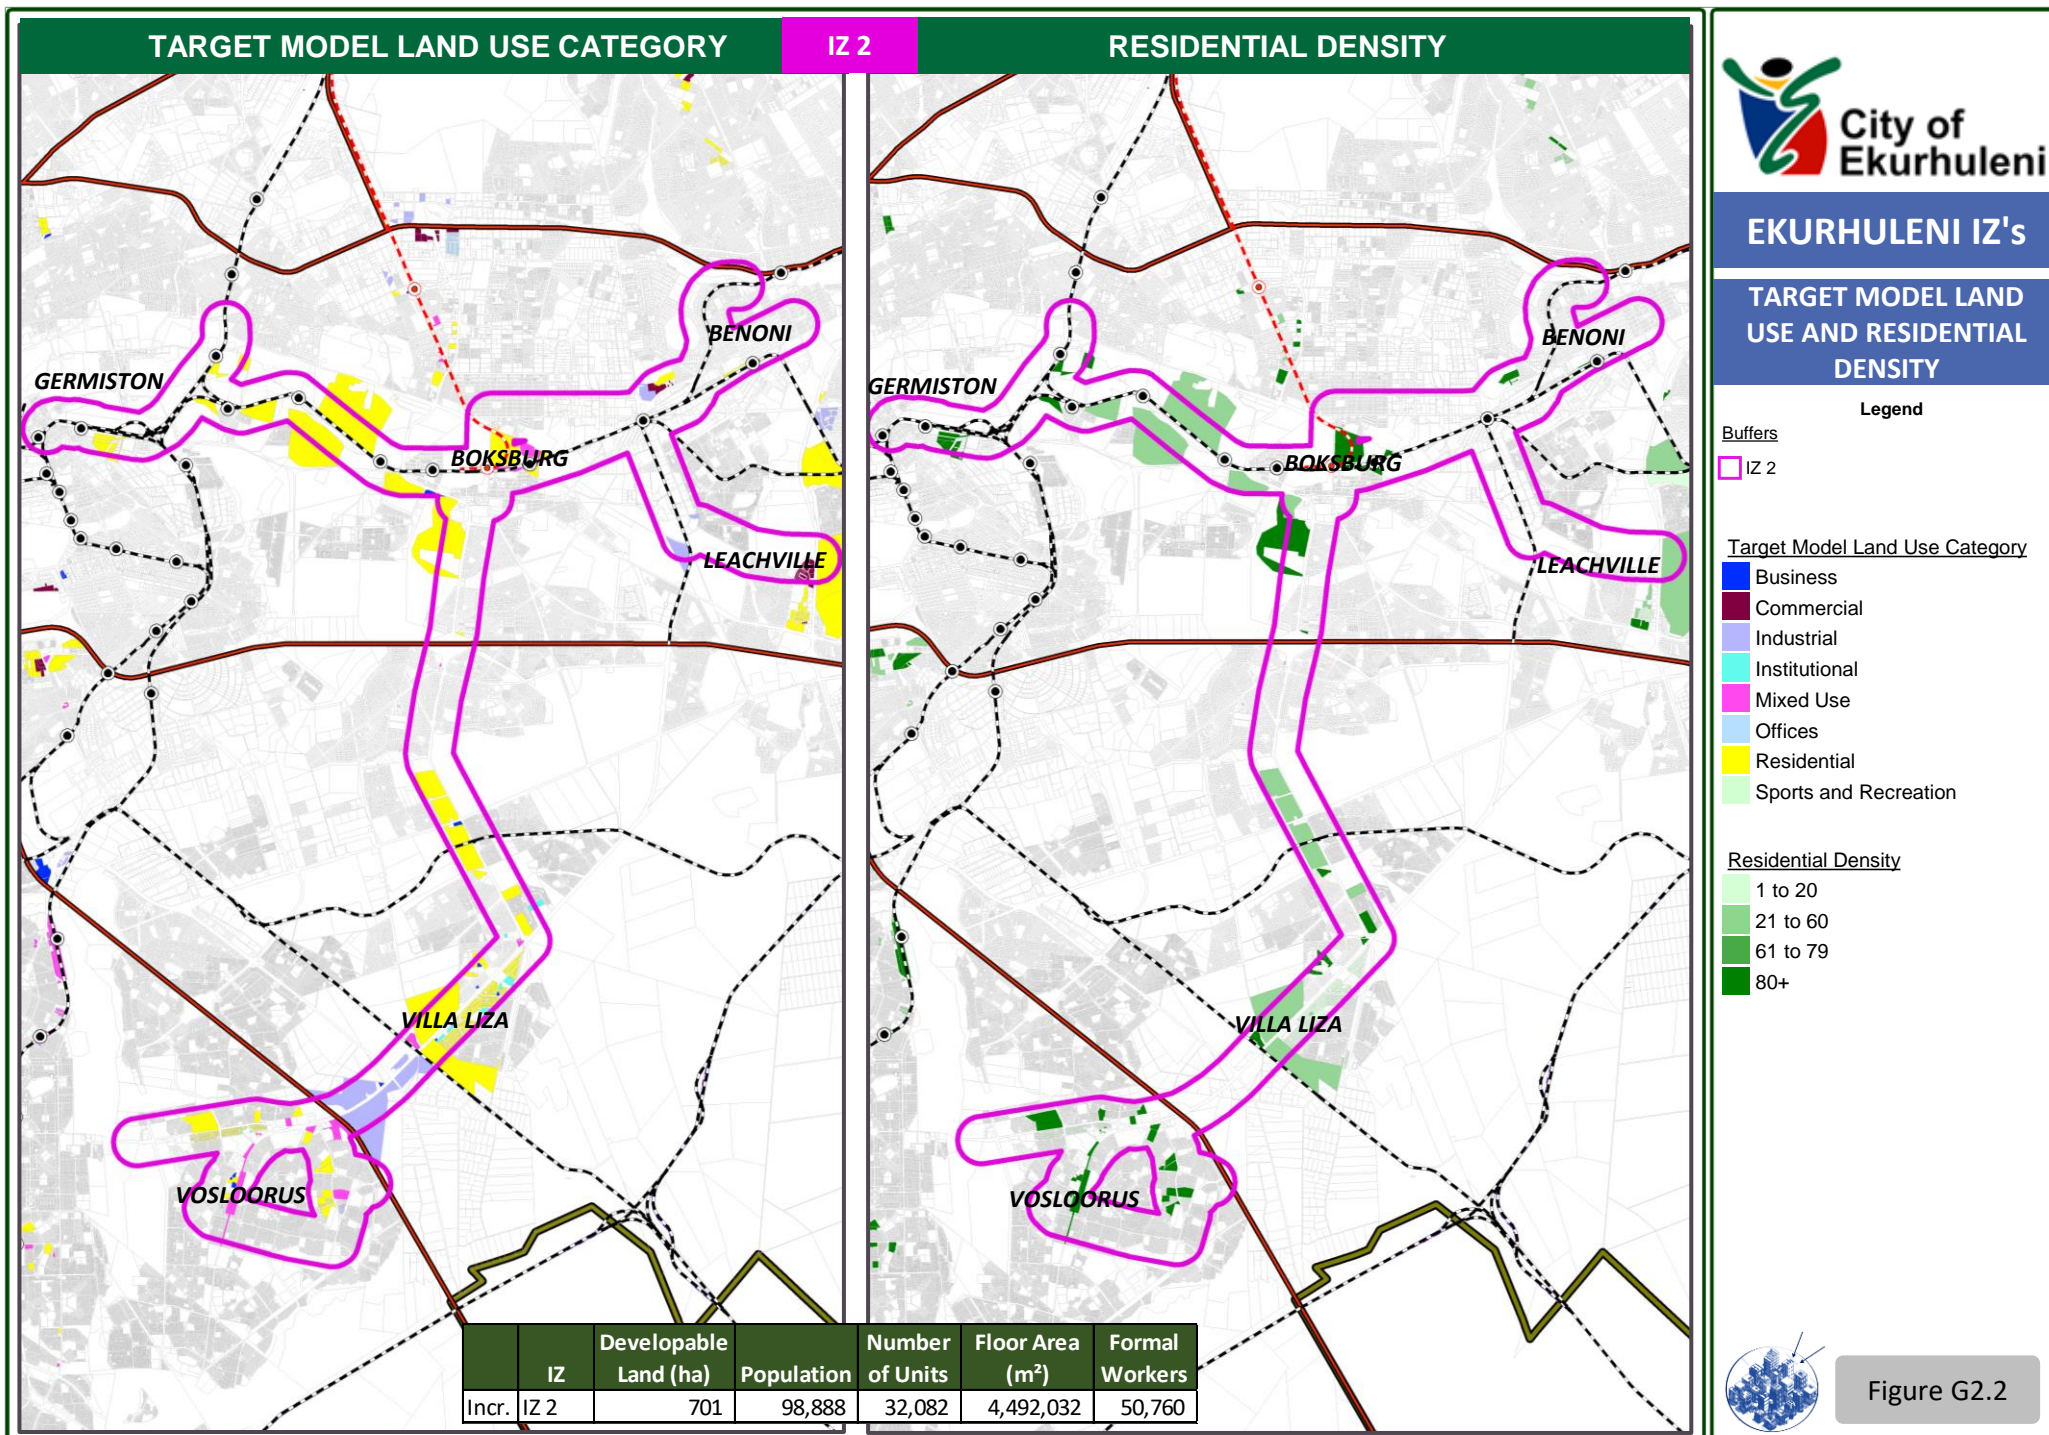 TARGET MODEL LAND USE CATEGORY
IZ 2
RESIDENTIAL DENSITY
GERMISTON
BENONI
BOKSBURG
LEACHVILLE
VILLA LIZA
VOSLOORUS
GERMISTON
BENONI
BOKSBURG
LEACHVILLE
VILLA LIZA
VOSLOORUS
IZ Developable Land (ha) Population Number of Units Floor Area (m²) Formal Workers
Incr. IZ 2 701 98,888 32,082 4,492,032 50,760
City of
Ekurhuleni
EKURHULENI IZ's
TARGET MODEL LAND
USE AND RESIDENTIAL
DENSITY
Legend
Buffers
IZ 2
Target Model Land Use Category
Business
Commercial
Industrial
Institutional
Mixed Use
Offices
Residential
Sports and Recreation
Residential Density
1 to 20
21 to 60
61 to 79
80+
Figure G2.2